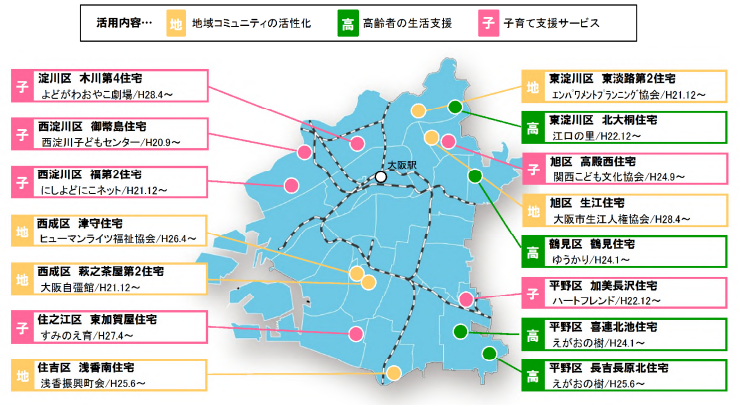 活用内容… 地 地域コミュニティの活性化 高 高齢者の生活支援 子 子育て支援サービス
子 淀川区 木川第4住宅
よどがわおやこ劇場/H28.4～
子 西淀川区 御幣島住宅
西淀川子どもセンター/H20.9～
子 西淀川区 福第2住宅
にしよどにこネット/H21.12～
地 西成区 津守住宅
ヒューマンライツ福祉協会/H26.4～
地 西成区 萩之茶屋第2住宅
大阪自彊館/H21.12～
子 住之江区 東加賀屋住宅
すみのえ育/H27.4～
地 住吉区 浅香南住宅
浅香振興町会/H25.6～
大阪駅
地 東淀川区 東淡路第2住宅
エンパワメントプランニング協会/H21.12～
高 東淀川区 北大桐住宅
江口の里/H22.12～
子 旭区 高殿西住宅
関西こども文化協会/H24.9～
地 旭区 生江住宅
大阪市生江人権協会/H28.4～
高 鶴見区 鶴見住宅
ゆうかり/H24.1～
子 平野区 加美長沢住宅
ハートフレンド/H22.12～
高 平野区 喜連北池住宅
えがおの樹/H24.1～
高 平野区 長吉長原北住宅
えがおの樹/H25.6～